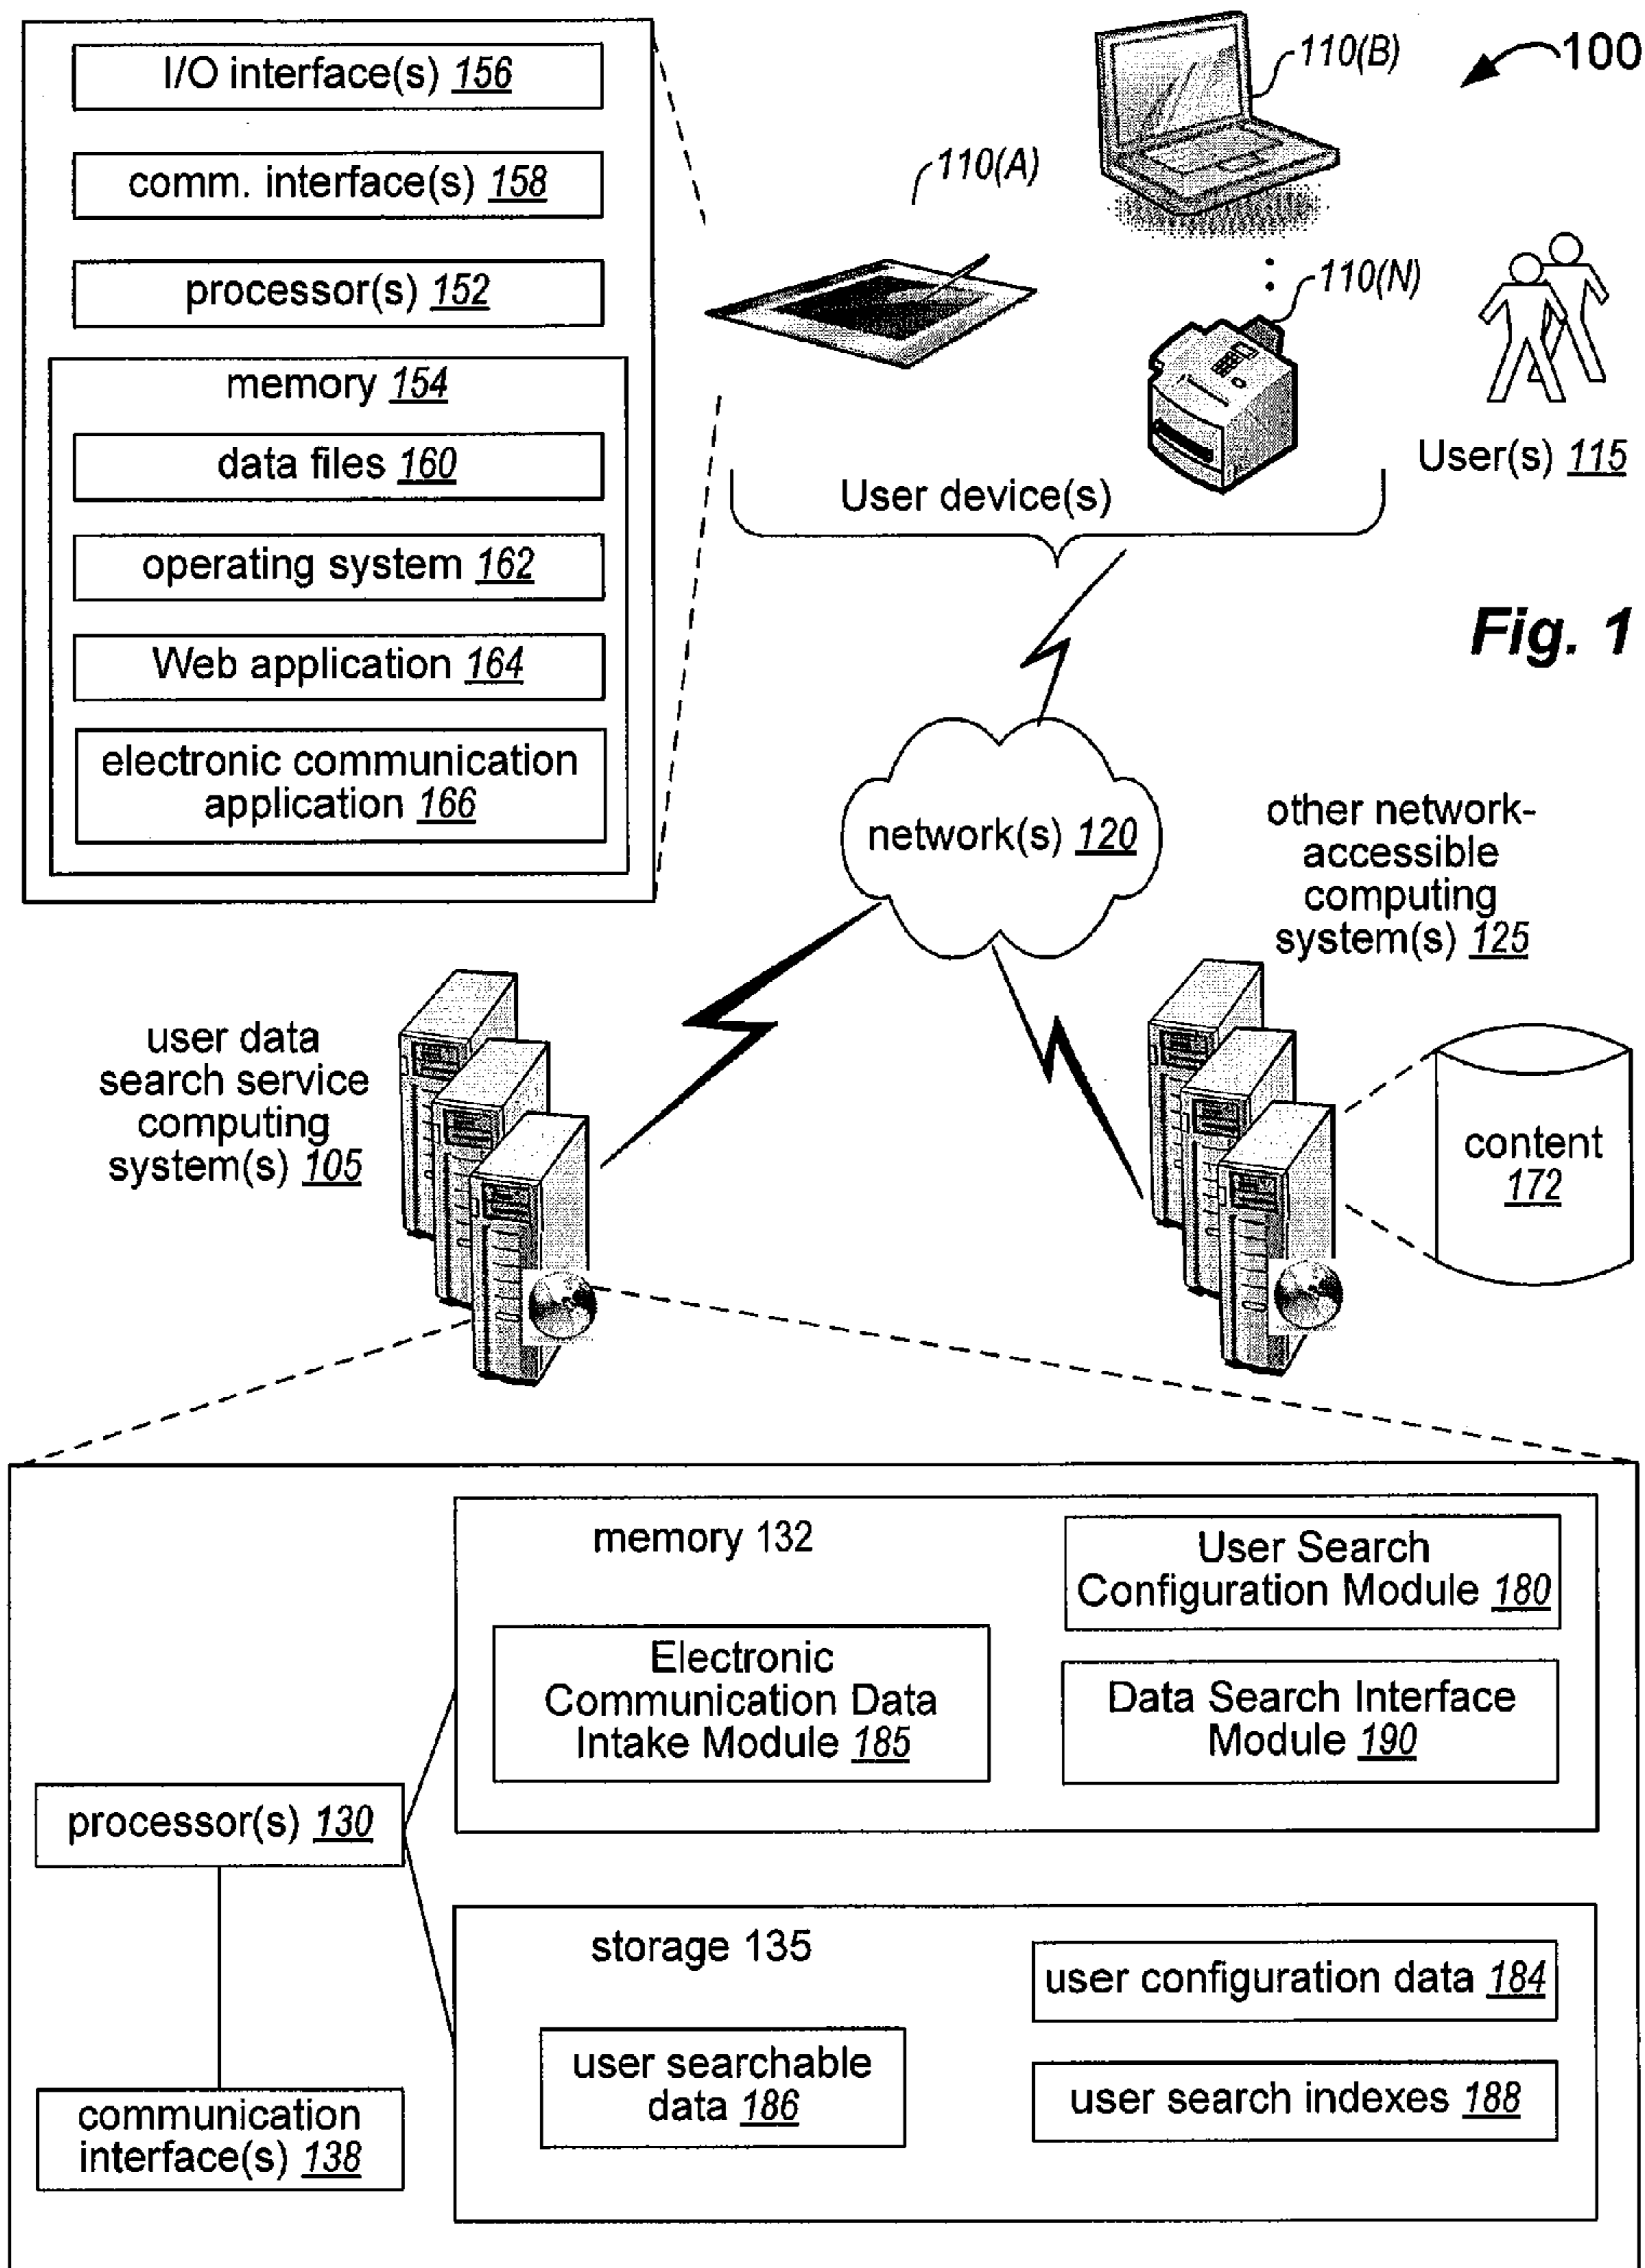 I/O interface(s) 156
comm. interface(s) 158
processor(s) 152
memory 154
data files 160
operating system 162
Web application 164
electronic communication
application 166
110(B)
100
110(A)
110(N)
User(s) 115
User device(s)
Fig. 1
network(s) 120
other network-
accessible
computing
system(s) 125
user data
search service
computing
system(s) 105
content
172
memory 132
User Search
Configuration Module 180
Electronic
Communication Data
Intake Module 185
Data Search Interface
Module 190
processor(s) 130
storage 135
user configuration data 184
user searchable
data 186
user search indexes 188
communication
interface(s) 138